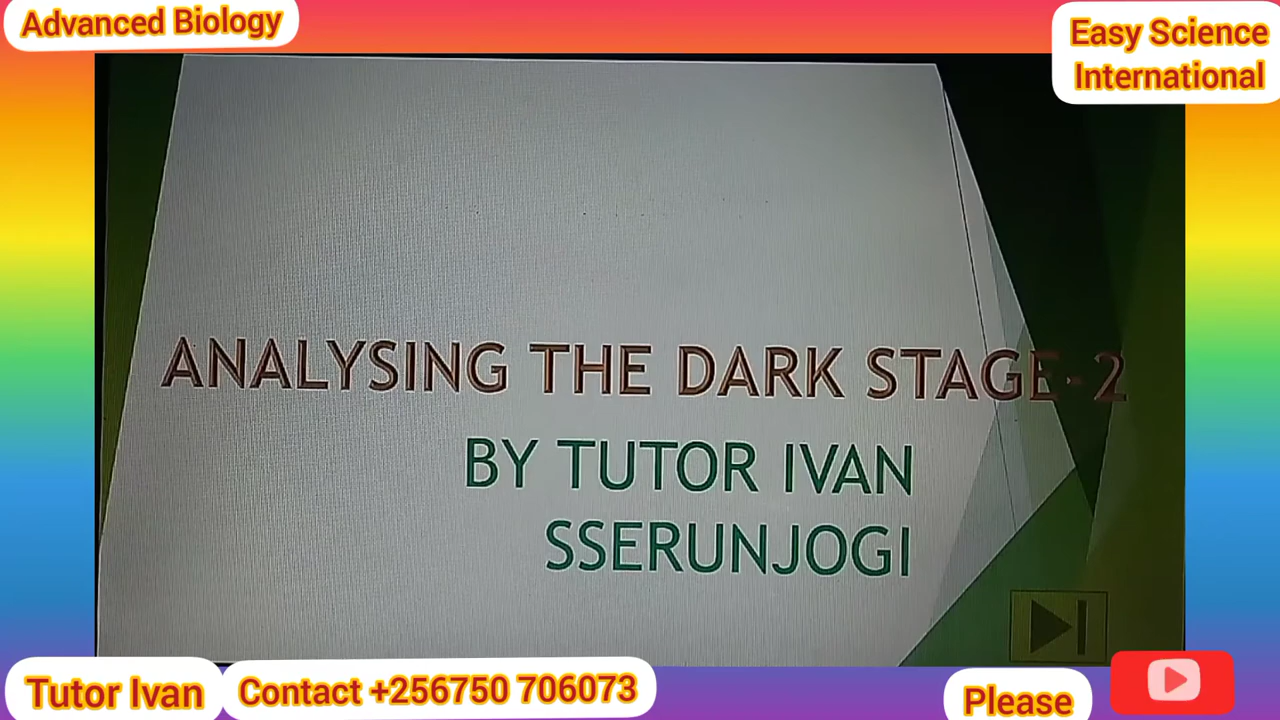 Advanced Biology
Easy Science
International
ANALYSING THE DARK STAGE-2
BY TUTOR IVAN
SSERUNJOGI
Tutor Ivan
Contact +256750 706073
Please